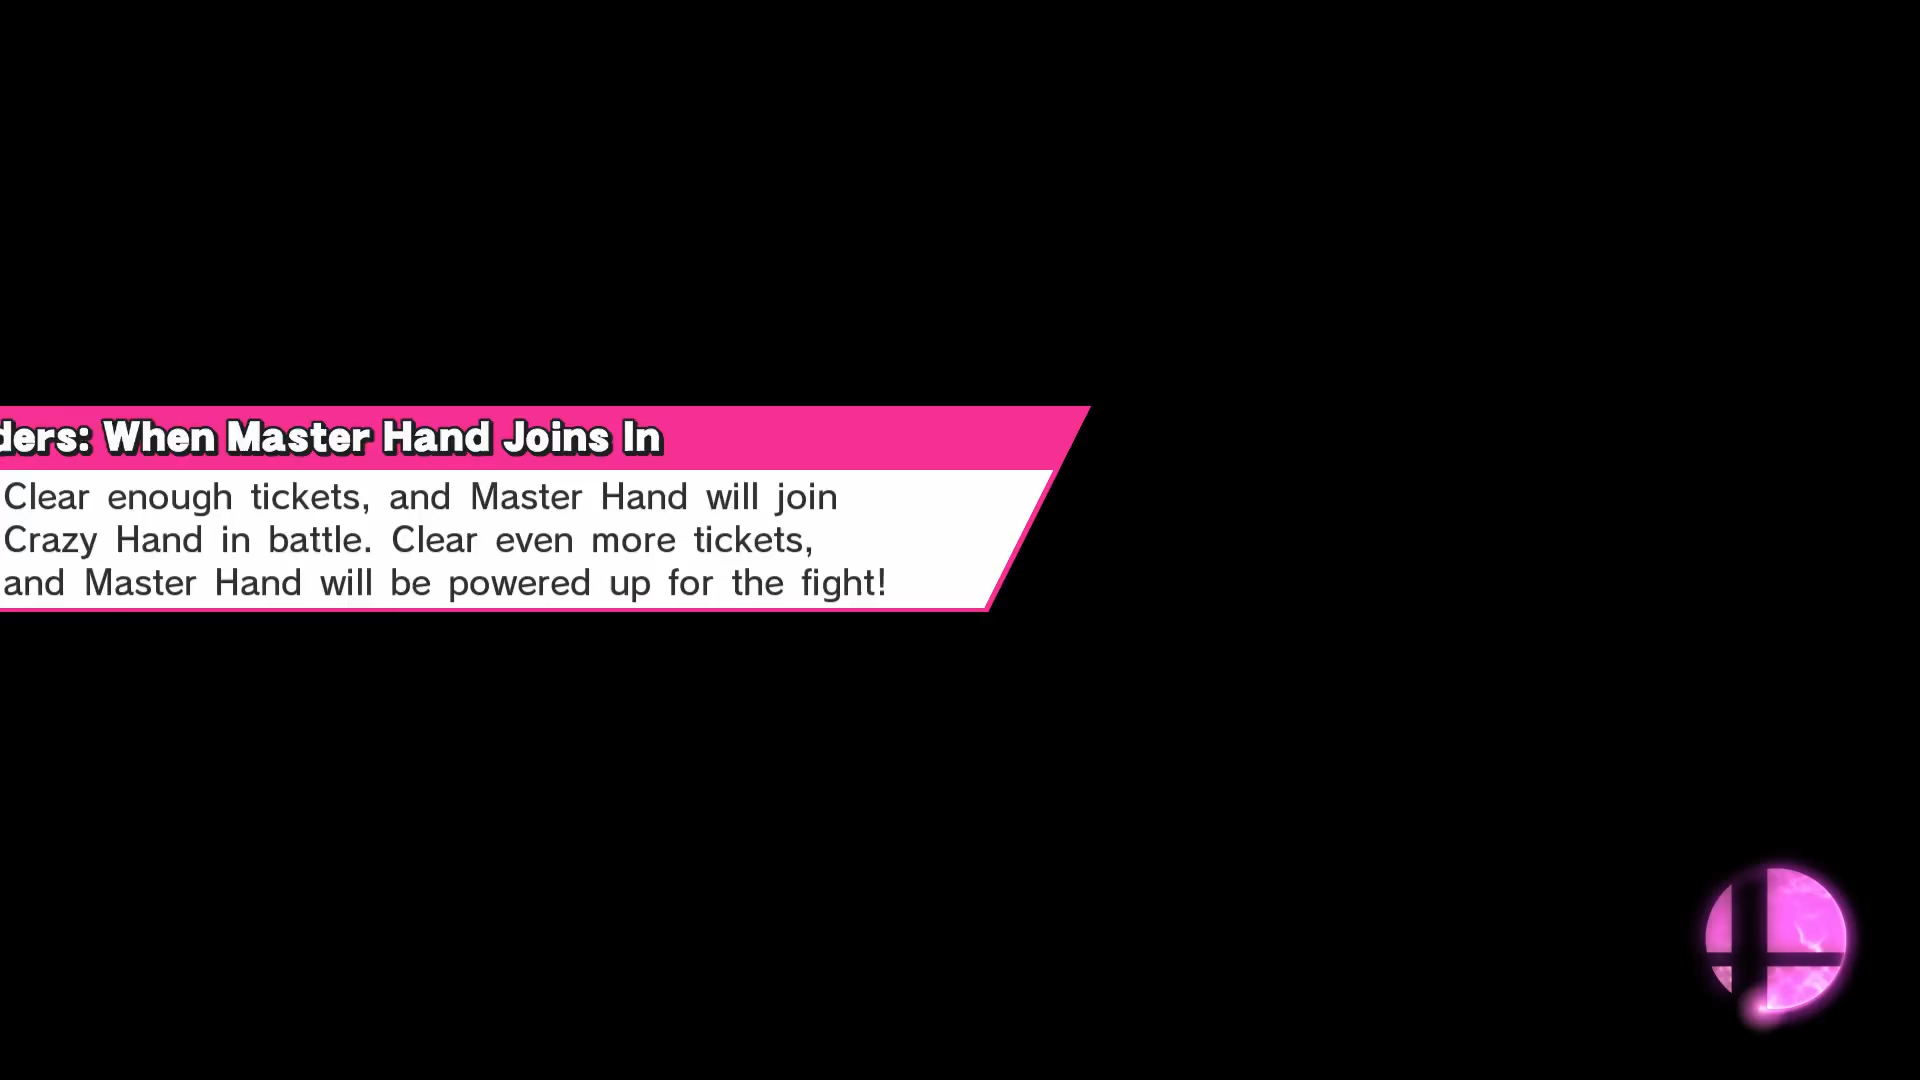 ders: When Master Hand Joins In
Clear enough tickets, and Master Hand will join
Crazy Hand in battle. Clear even more tickets,
and Master Hand will be powered up for the fight!